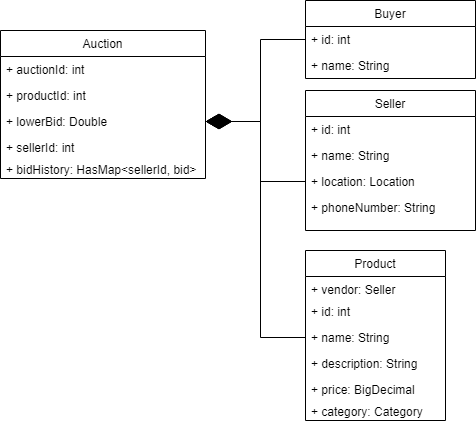 Auction
+ auctionId: int
+ productId: int
+ lowerBid: Double
+ sellerId: int
+ bidHistory: HasMap<sellerId, bid>
Buyer
+ id: int
+ name: String
Seller
+ id: int
+ name: String
+ location: Location
+ phoneNumber: String
Product
+ vendor: Seller
+ id: int
+ name: String
+ description: String
+ price: BigDecimal
+ category: Category